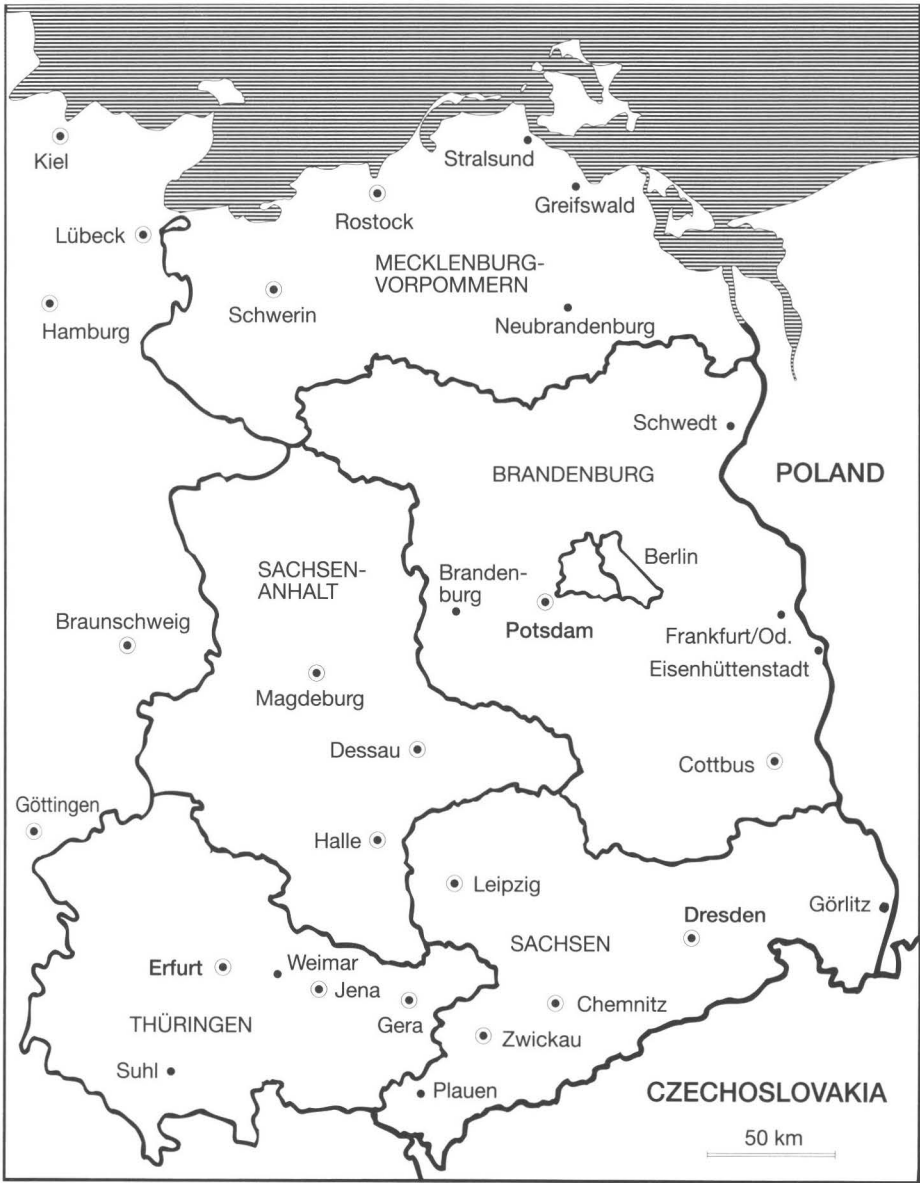 Kiel
Stralsund
Greifswald
Rostock
Lübeck
MECKLENBURG-
VORPOMMERN
Schwerin
Hamburg
Neubrandenburg
Schwedt
BRANDENBURG
POLAND
Berlin
SACHSEN-
ANHALT
Branden-
burg
Braunschweig
Potsdam
Frankfurt/Od.
Eisenhüttenstadt
Magdeburg
Dessau
Cottbus
Göttingen
Halle
Leipzig
Görlitz
Dresden
SACHSEN
Weimar
Erfurt
Jena
Chemnitz
Gera
THÜRINGEN
Zwickau
Suhl
Plauen
CZECHOSLOVAKIA
50 km